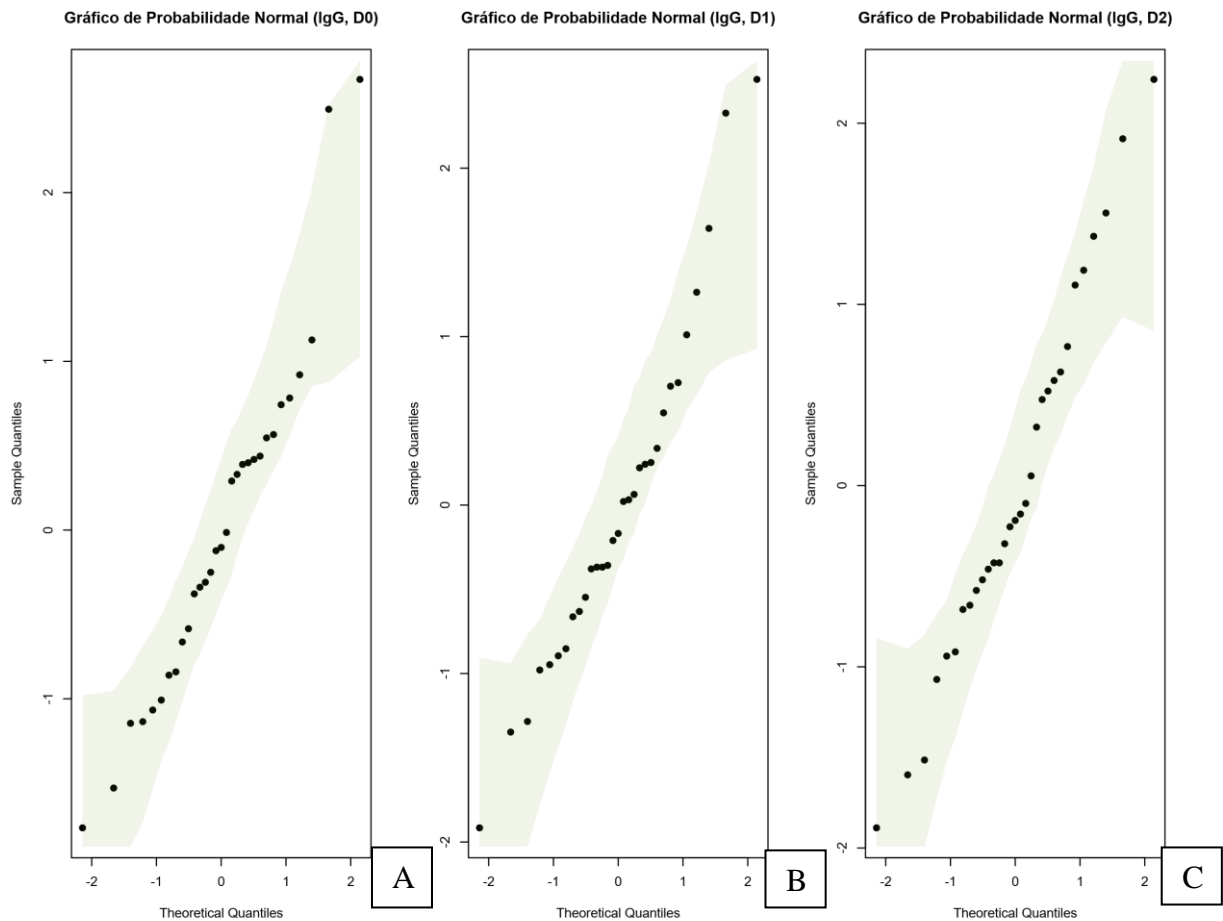 Gráfico de Probabilidade Normal (IgG, D0)
Gráfico de Probabilidade Normal (IgG, D1)
Gráfico de Probabilidade Normal (IgG, D2)
Sample Quantiles
2
1
0
-1
-2 -1 0 1 2
Theoretical Quantiles
A
Sample Quantiles
2
1
0
-1
-2
-2 -1 0 1 2
Theoretical Quantiles
B
Sample Quantiles
2
1
0
-1
-2
-2 -1 0 1 2
Theoretical Quantiles
C